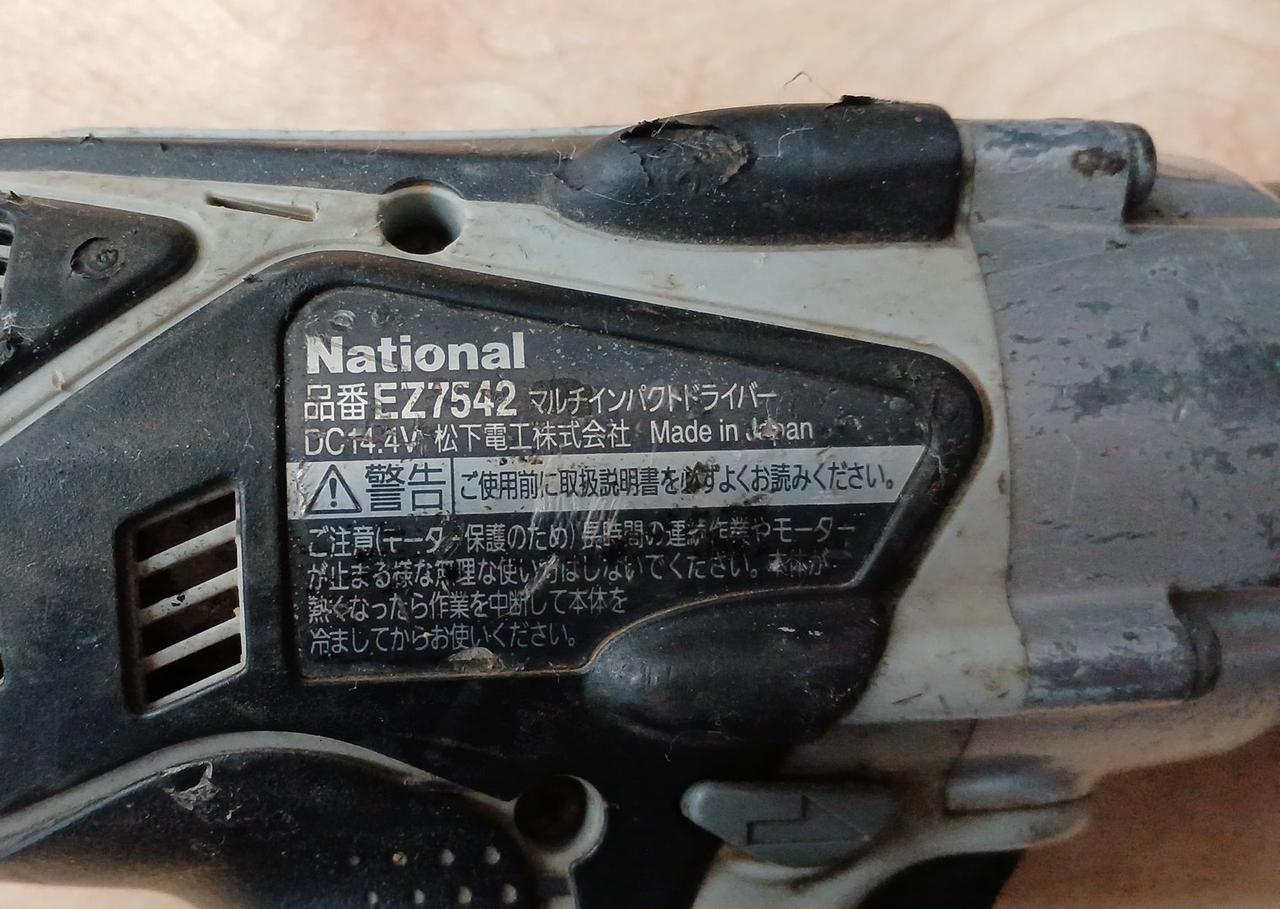 National
品番 EZ7542 マルチインパクトドライバー
DC14.4V 松下電工株式会社 Made in Japan
警告 ご使用前に取扱説明書を必ずよくお読みください。
ご注意(モーター保護のため)長時間の連続作業やモーター
が止まる様な無理な使い方はしないでください。本体が
熱くなったら作業を中断して本体を
冷ましてからお使いください。